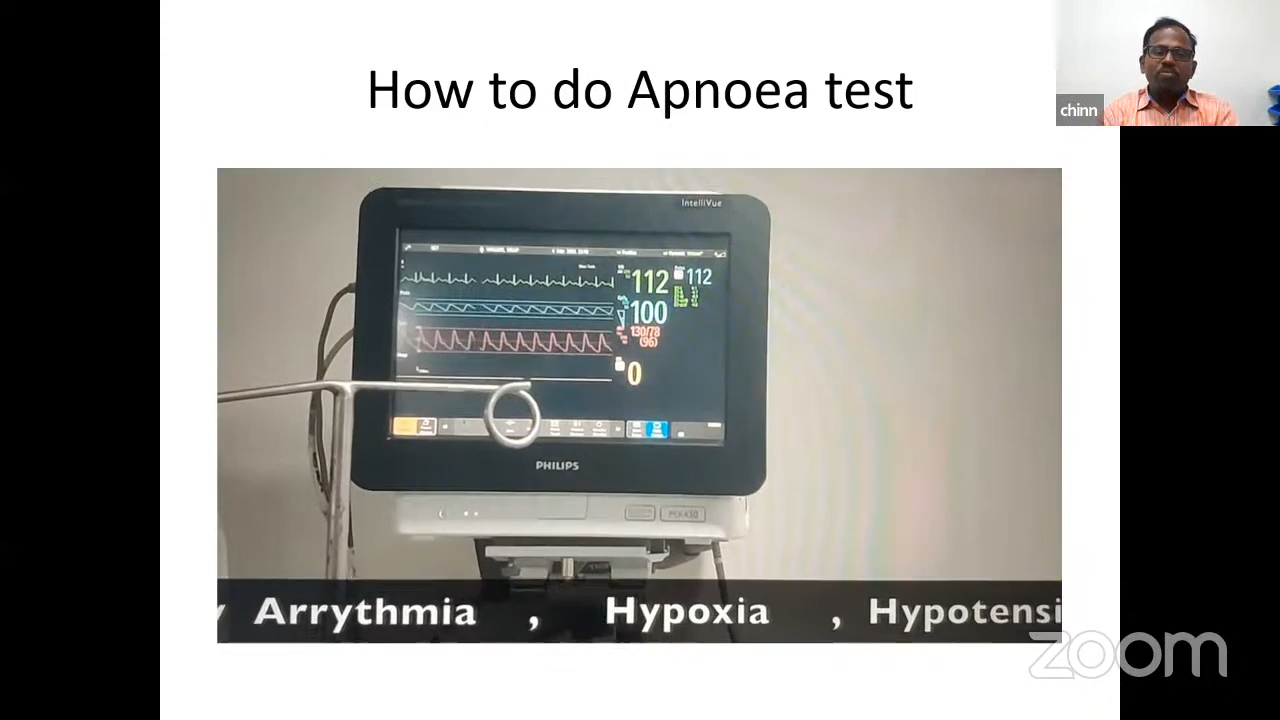 How to do Apnoea test
chinn
IntelliVue
112
112
100
130/78
(96)
0
PHILIPS
Arrythmia , Hypoxia , Hypotensi
zoom